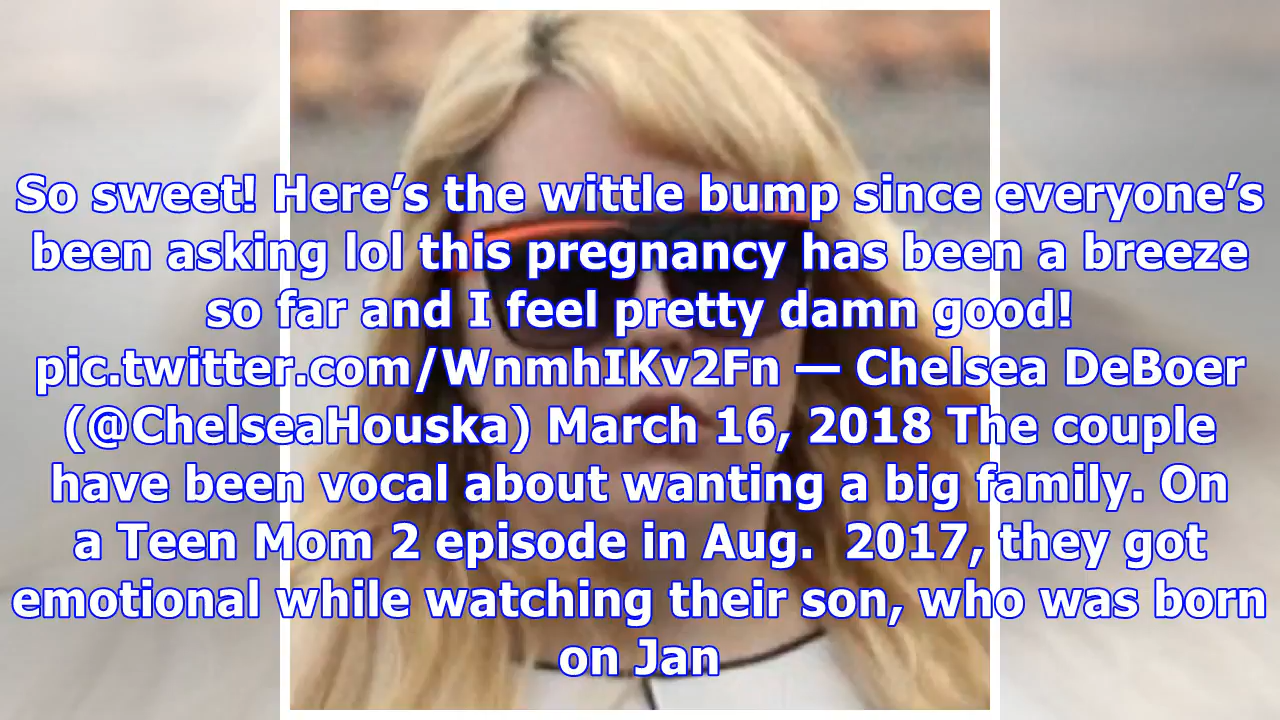 So sweet! Here’s the wittle bump since everyone’s
been asking lol this pregnancy has been a breeze
so far and I feel pretty damn good!
pic.twitter.com/WnmhIKv2Fn — Chelsea DeBoer
(@ChelseaHouska) March 16, 2018 The couple
have been vocal about wanting a big family. On
a Teen Mom 2 episode in Aug.  2017, they got
emotional while watching their son, who was born
on Jan